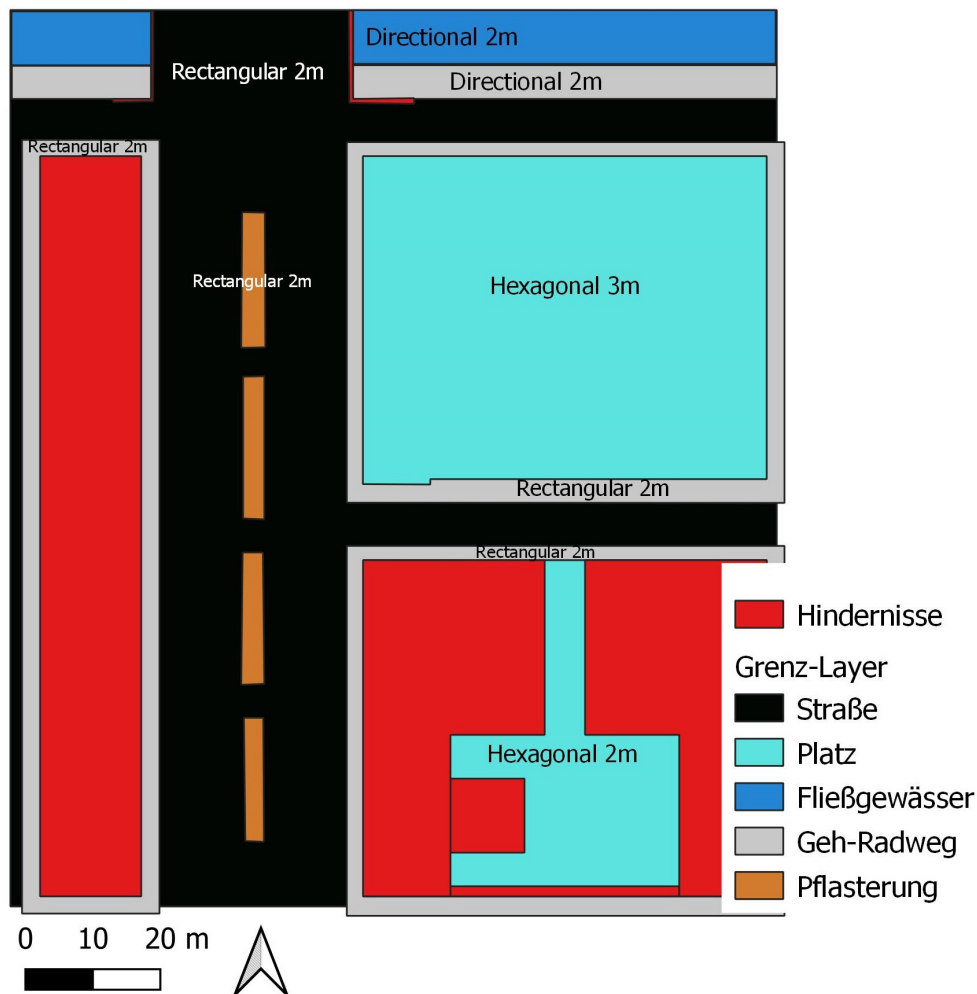 Directional 2m
Rectangular 2m
Directional 2m
Rectangular 2m
Rectangular 2m
Hexagonal 3m
Rectangular 2m
Rectangular 2m
Hexagonal 2m
Hindernisse
Grenz-Layer
Straße
Platz
Fließgewässer
Geh-Radweg
Pflasterung
0 10 20 m